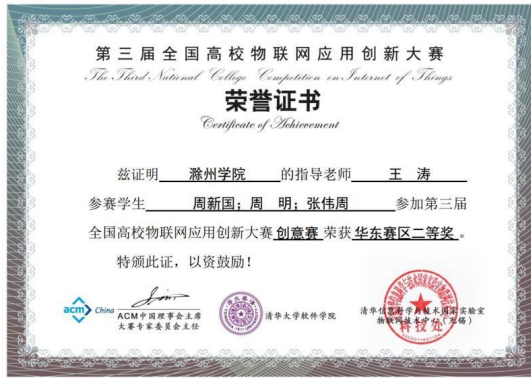 第三届全国高校物联网应用创新大赛
The Third National College Competition on Internet of Things
荣誉证书
Certificate of Achievement
兹证明 滁州学院 的指导老师 王 涛
参赛学生 周新国；周 明；张伟周 参加第三届
全国高校物联网应用创新大赛 创意赛 荣获 华东赛区二等奖 。
特颁此证，以资鼓励！
acm China
ACM中国理事会主席
大赛专家委员会主任
清华大学软件学院
清华信息科学与技术国家实验室
物联网技术中心（无锡）
科技处